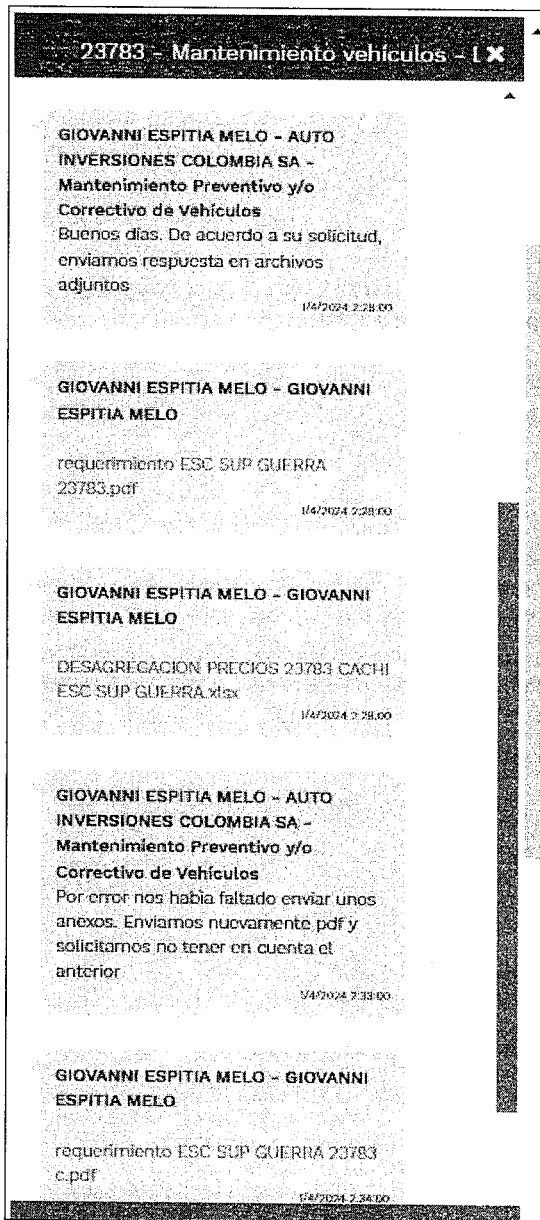 23783 - Mantenimiento vehículos - [ ✖
GIOVANNI ESPITIA MELO - AUTO
INVERSIONES COLOMBIA SA -
Mantenimiento Preventivo y/o
Correctivo de Vehículos
Buenos días. De acuerdo a su solicitud,
enviamos respuesta en archivos
adjuntos
1/4/2024 2:28:00
GIOVANNI ESPITIA MELO - GIOVANNI
ESPITIA MELO
requerimiento ESC SUP GUERRA
23783.pdf
1/4/2024 2:28:00
GIOVANNI ESPITIA MELO - GIOVANNI
ESPITIA MELO
DESAGREGACION PRECIOS 23783 CACHI
ESC SUP GUERRA.xlsx
1/4/2024 2:28:00
GIOVANNI ESPITIA MELO - AUTO
INVERSIONES COLOMBIA SA -
Mantenimiento Preventivo y/o
Correctivo de Vehículos
Por error nos había faltado enviar unos
anexos. Enviamos nuevamente pdf y
solicitamos no tener en cuenta el
anterior
1/4/2024 2:33:00
GIOVANNI ESPITIA MELO - GIOVANNI
ESPITIA MELO
requerimiento ESC SUP GUERRA 23783
c.pdf
1/4/2024 2:34:00